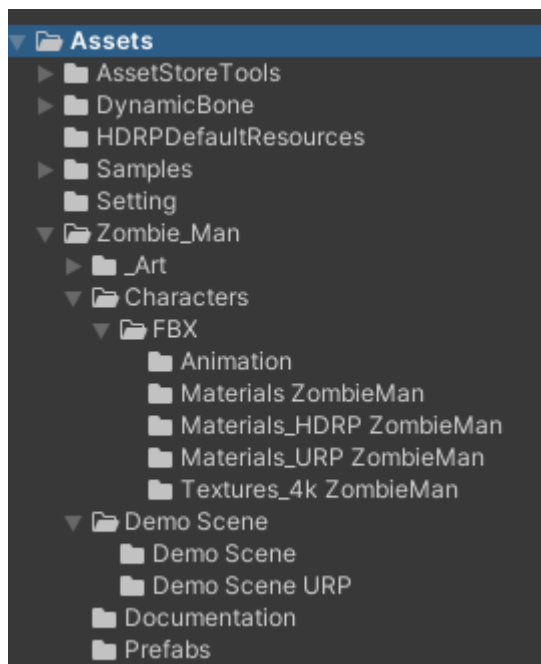 Assets
AssetStoreTools
DynamicBone
HDRPDefaultResources
Samples
Setting
Zombie_Man
_Art
Characters
FBX
Animation
Materials ZombieMan
Materials_HDRP ZombieMan
Materials_URP ZombieMan
Textures_4k ZombieMan
Demo Scene
Demo Scene
Demo Scene URP
Documentation
Prefabs